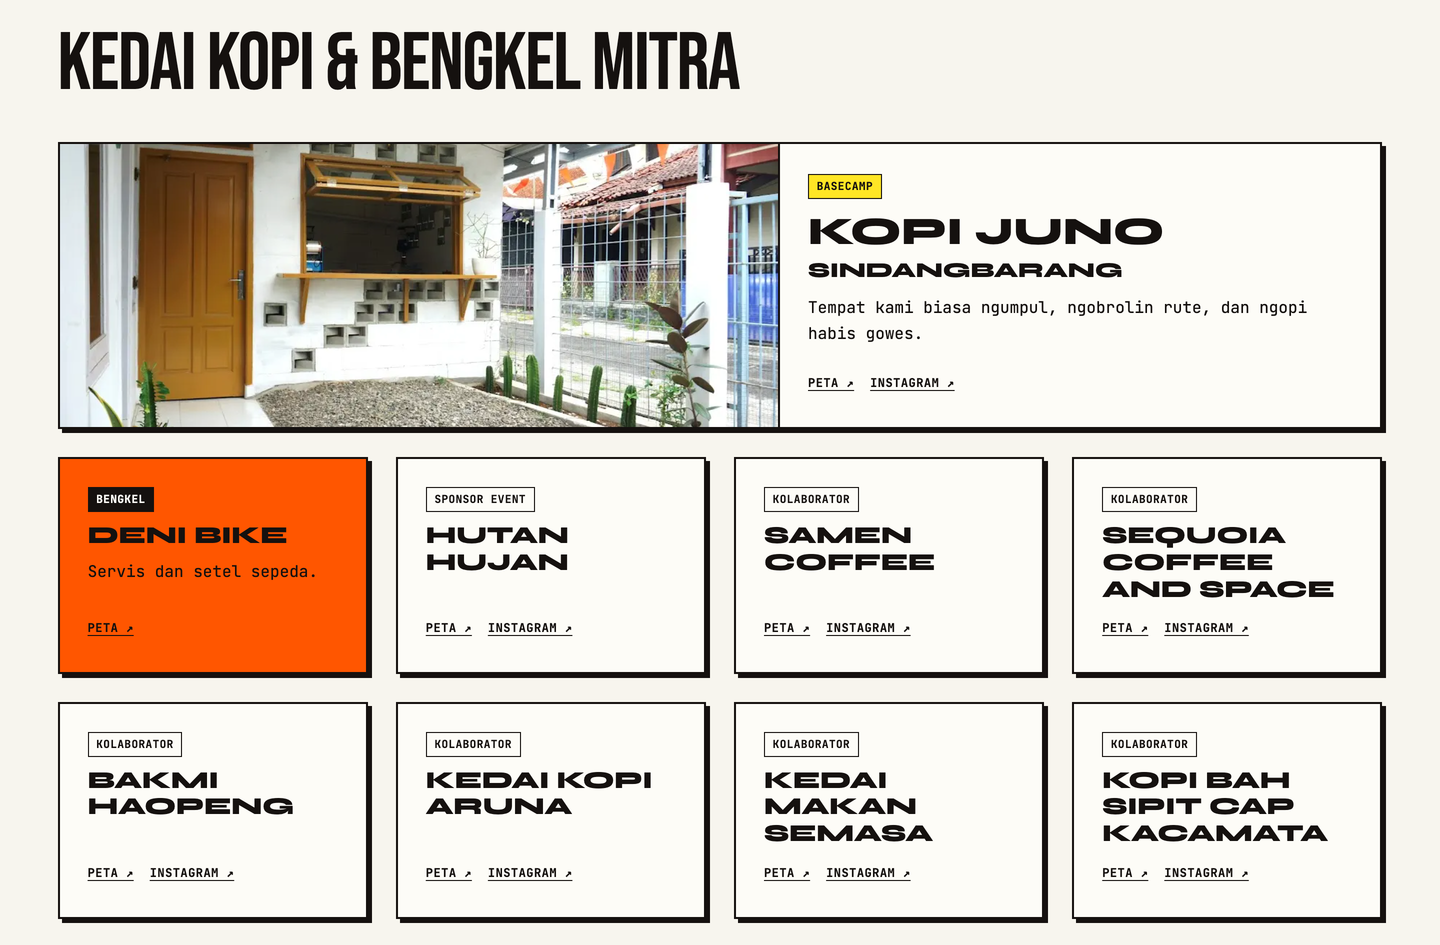 KEDAI KOPI & BENGKEL MITRA
BASECAMP
KOPI JUNO
SINDANGBARANG
Tempat kami biasa ngumpul, ngobrolin rute, dan ngopi
habis gowes.
PETA ↗ INSTAGRAM ↗
BENGKEL
DENI BIKE
Servis dan setel sepeda.
PETA ↗
SPONSOR EVENT
HUTAN
HUJAN
PETA ↗ INSTAGRAM ↗
KOLABORATOR
SAMEN
COFFEE
PETA ↗ INSTAGRAM ↗
KOLABORATOR
SEQUOIA
COFFEE
AND SPACE
PETA ↗ INSTAGRAM ↗
KOLABORATOR
BAKMI
HAOPENG
PETA ↗ INSTAGRAM ↗
KOLABORATOR
KEDAI KOPI
ARUNA
PETA ↗ INSTAGRAM ↗
KOLABORATOR
KEDAI
MAKAN
SEMASA
PETA ↗ INSTAGRAM ↗
KOLABORATOR
KOPI BAH
SIPIT CAP
KACAMATA
PETA ↗ INSTAGRAM ↗